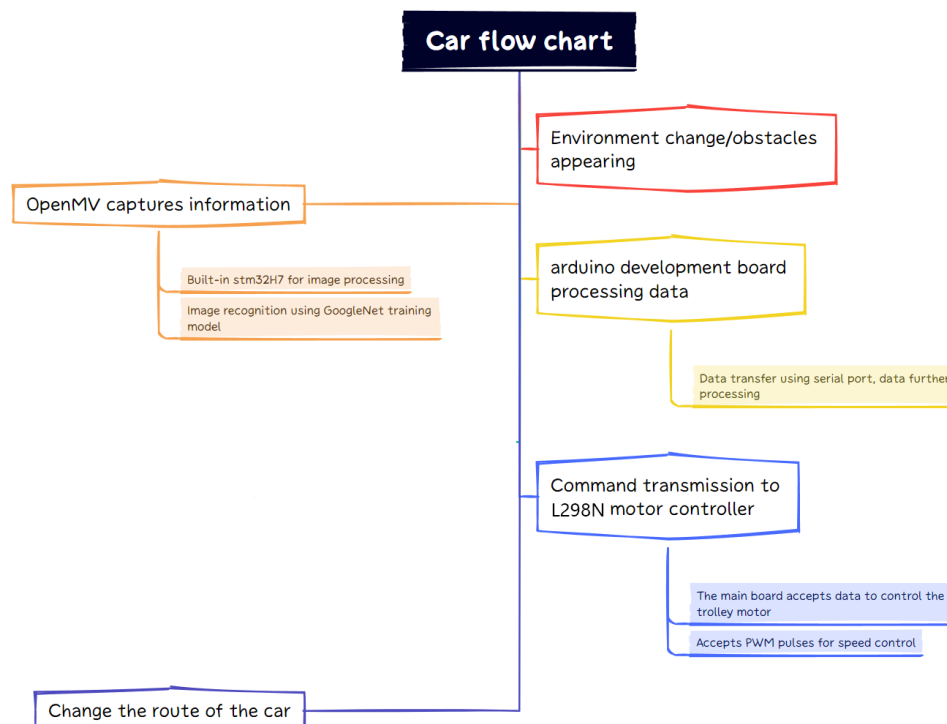 Car flow chart
Environment change/obstacles
appearing
OpenMV captures information
Built-in stm32H7 for image processing
Image recognition using GoogleNet training
model
arduino development board
processing data
Data transfer using serial port, data further
processing
Command transmission to
L298N motor controller
The main board accepts data to control the
trolley motor
Accepts PWM pulses for speed control
Change the route of the car